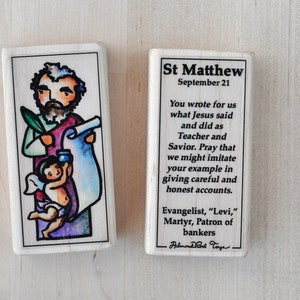 St Matthew
September 21
You wrote for us
what Jesus said
and did as
Teacher and
Savior. Pray that
we might imitate
your example in
giving careful and
honest accounts.
Evangelist, “Levi,”
Martyr, Patron of
bankers